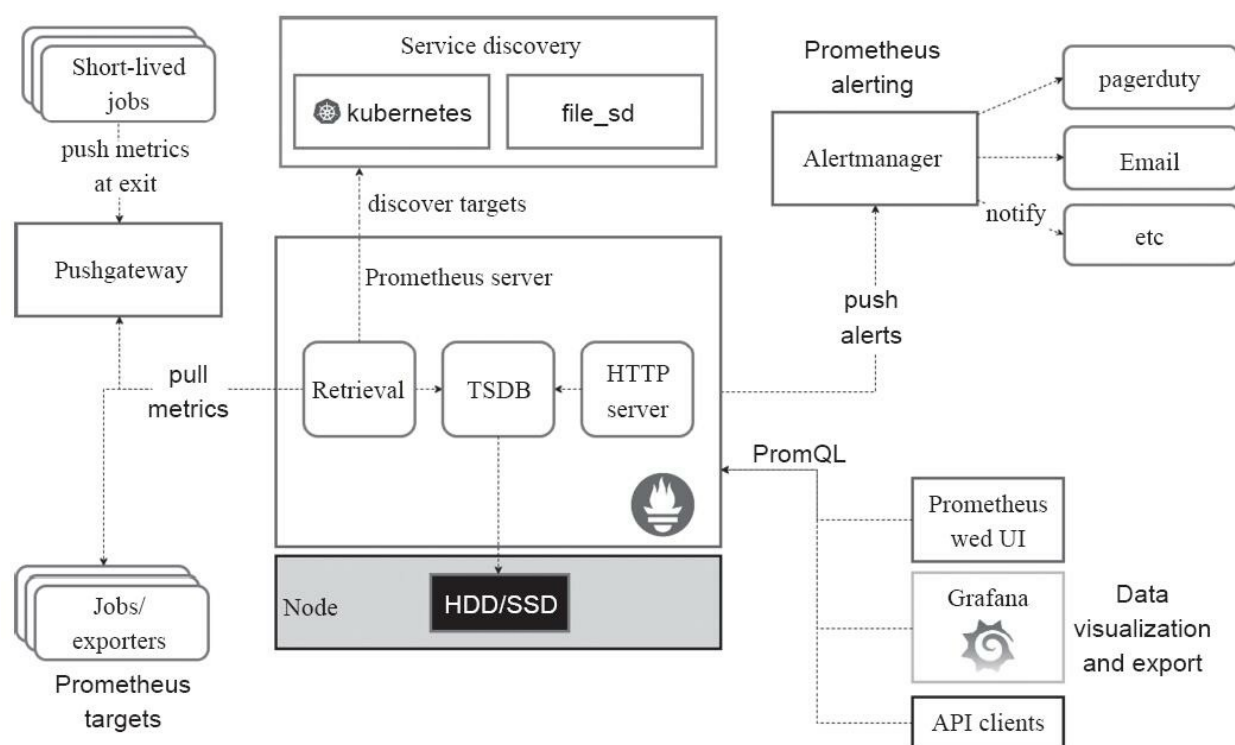 Short-lived
jobs
push metrics
at exit
Pushgateway
pull
metrics
Jobs/
exporters
Prometheus
targets
Service discovery
kubernetes
file_sd
discover targets
Prometheus server
Retrieval
TSDB
HTTP
server
Node
HDD/SSD
Prometheus
alerting
Alertmanager
pagerduty
Email
notify
etc
push
alerts
PromQL
Prometheus
wed UI
Grafana
API clients
Data
visualization
and export